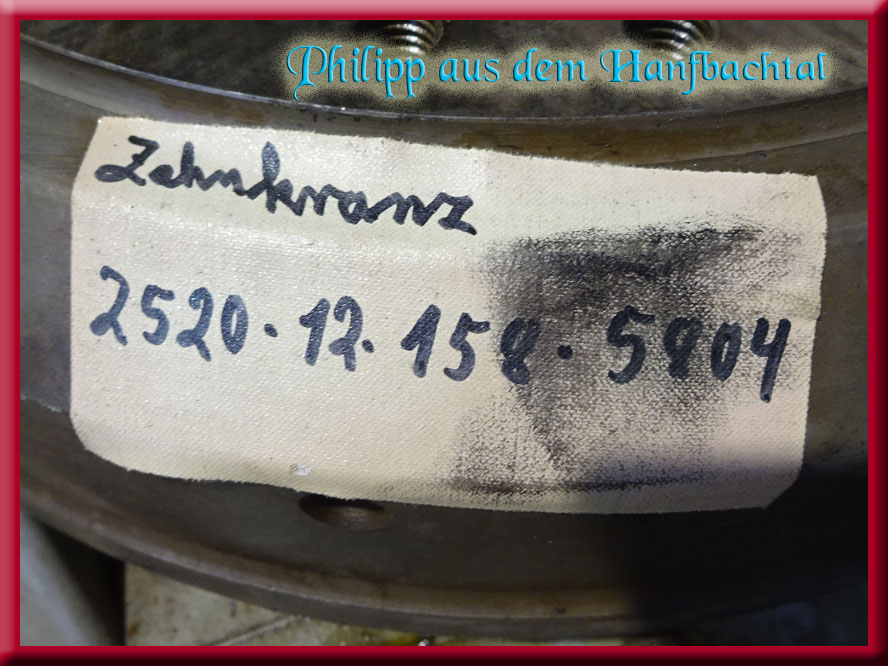 Philipp aus dem Hanfbachtal
Zahnkranz
2520·12·158·5804